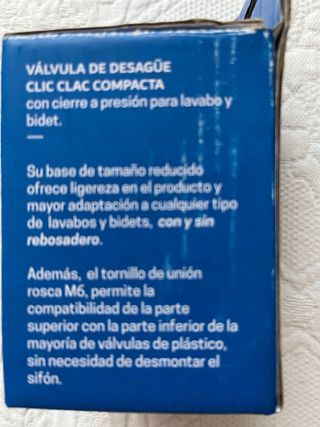 VÁLVULA DE DESAGÜE
CLIC CLAC COMPACTA
con cierre a presión para lavabo y
bidet.
Su base de tamaño reducido
ofrece ligereza en el producto y
mayor adaptación a cualquier tipo
de lavabos y bidets, con y sin
rebosadero.
Además, el tornillo de unión
rosca M6, permite la
compatibilidad de la parte
superior con la parte inferior de la
mayoría de válvulas de plástico,
sin necesidad de desmontar el
sifón.